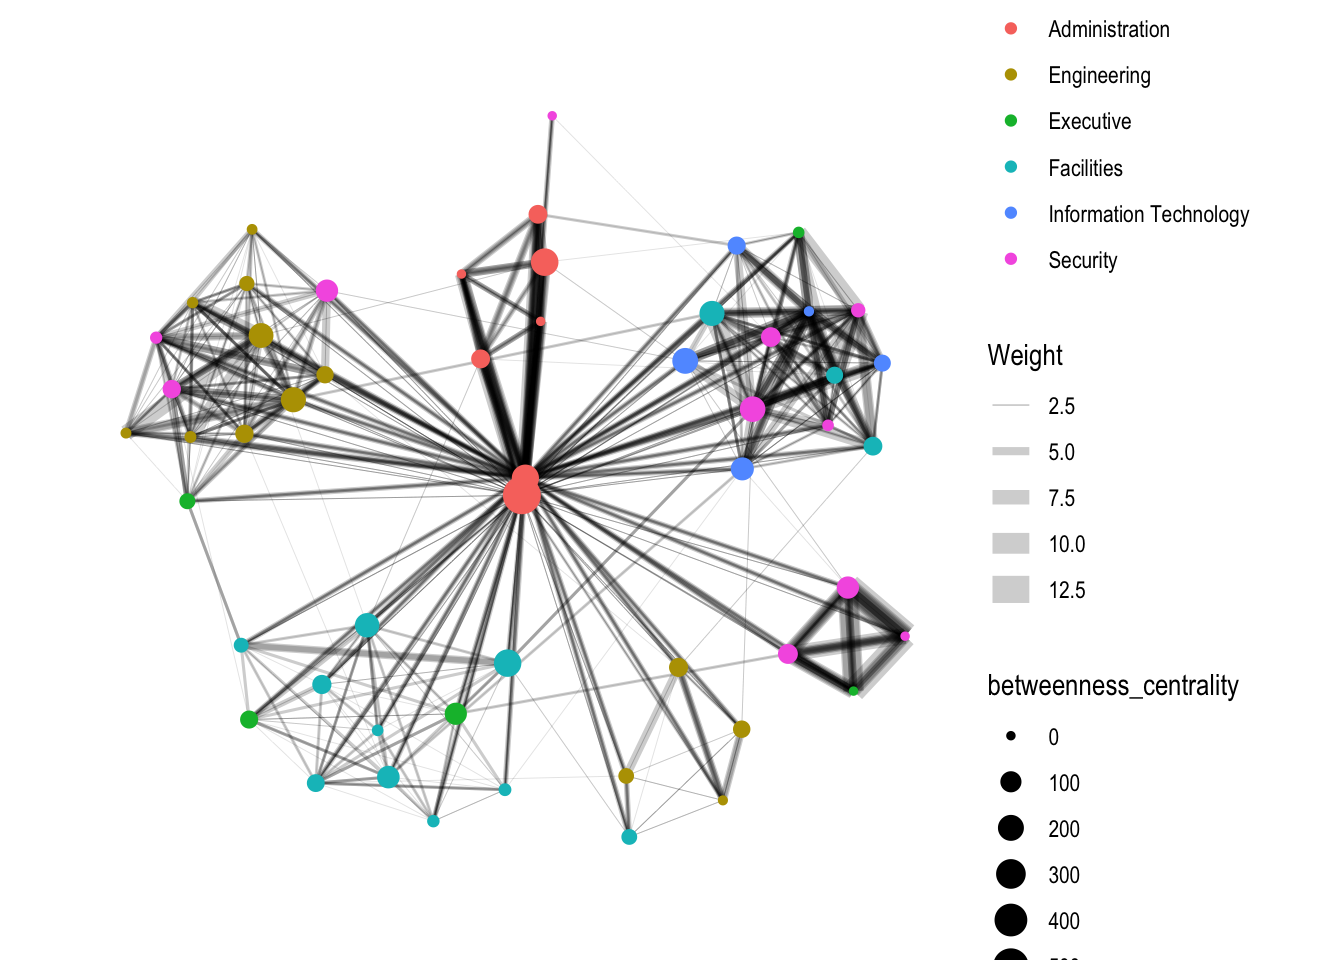 Administration
Engineering
Executive
Facilities
Information Technology
Security
Weight
2.5
5.0
7.5
10.0
12.5
betweenness_centrality
0
100
200
300
400